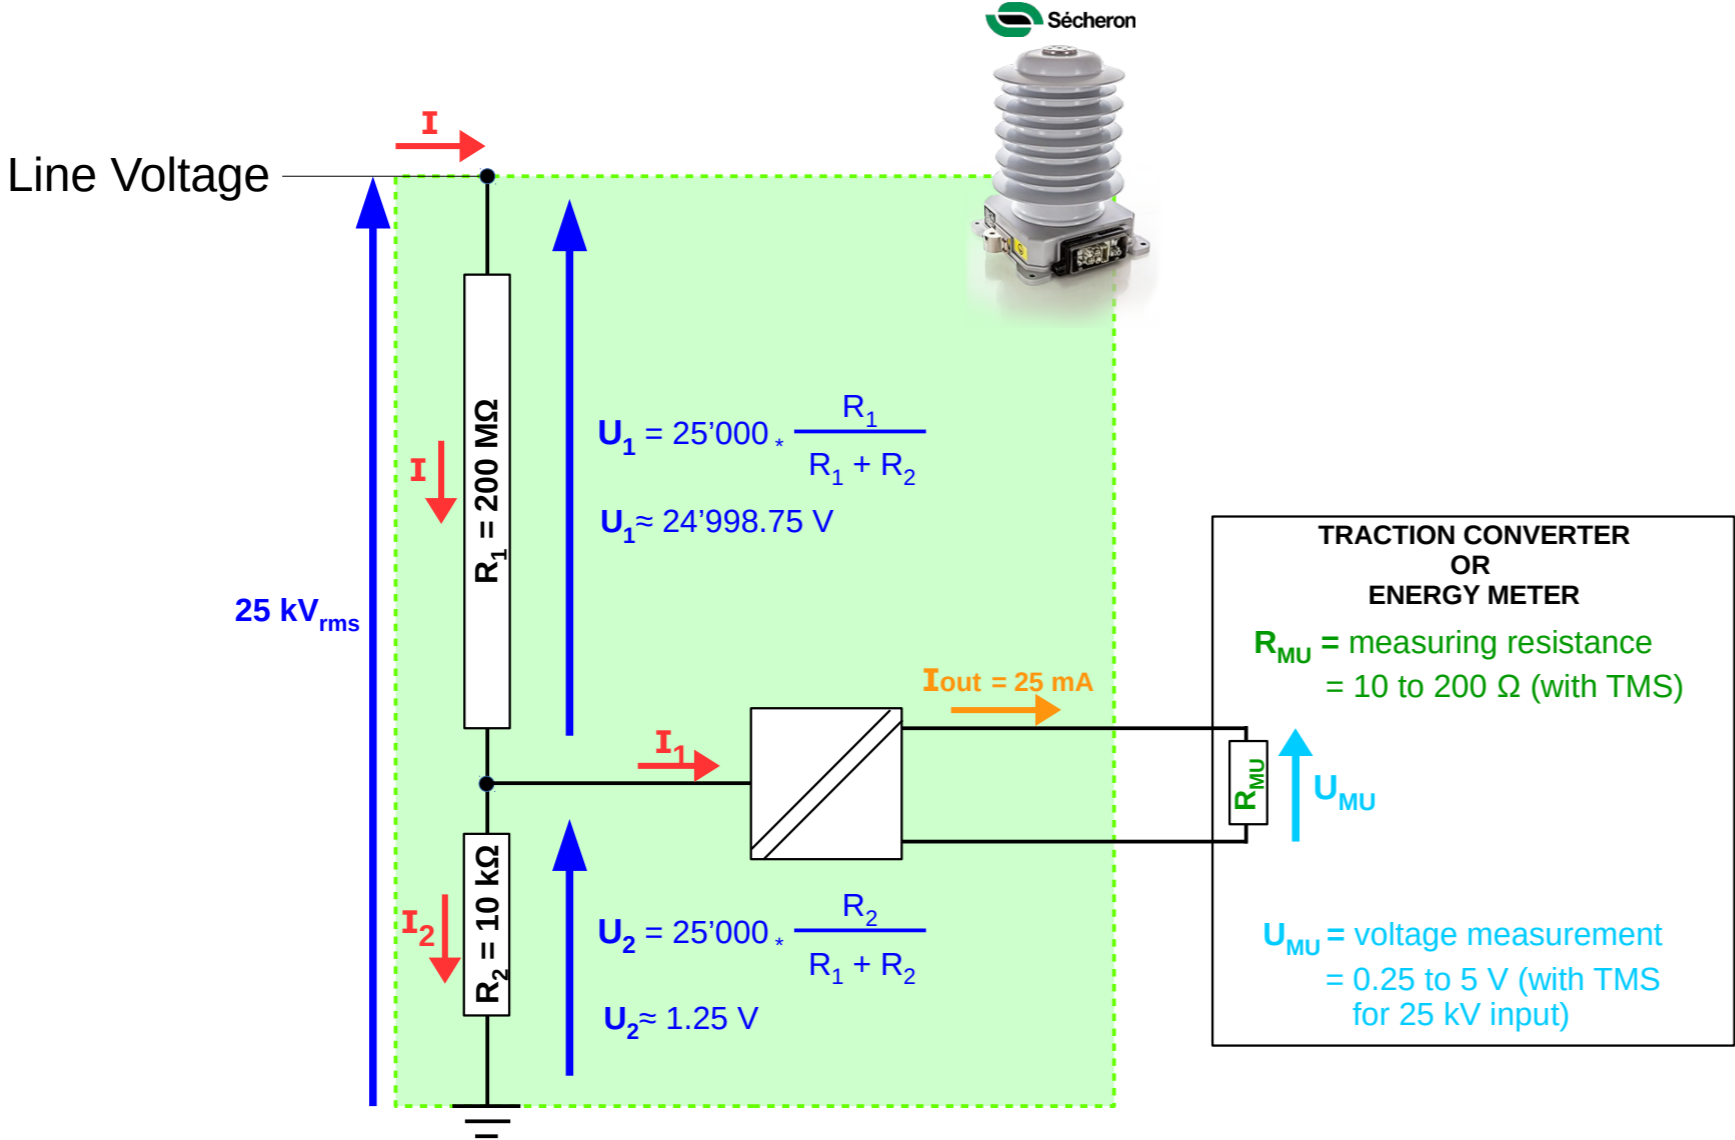 Sécheron
I
Line Voltage
U1 = 25’000 * R1
R1 + R2
I
R1 = 200 MΩ
U1≈ 24’998.75 V
TRACTION CONVERTER
OR
ENERGY METER
25 kVrms
RMU = measuring resistance
= 10 to 200 Ω (with TMS)
Iout = 25 mA
I1
RMU
UMU
I2
R2 = 10 kΩ
U2 = 25’000 * R2
R1 + R2
UMU = voltage measurement
= 0.25 to 5 V (with TMS
for 25 kV input)
U2≈ 1.25 V